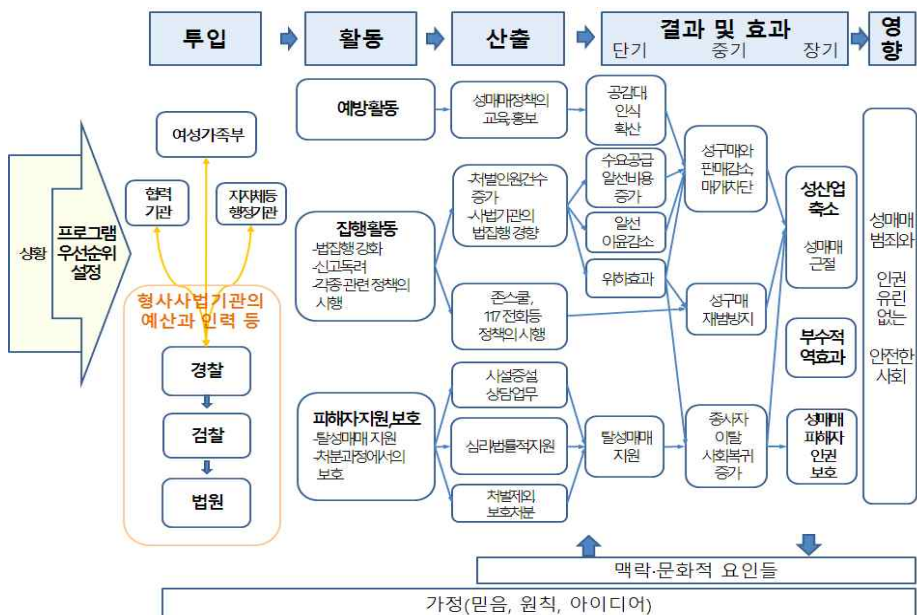 투입
활동
산출
결과 및 효과
단기
중기
장기
영
향
상황
프로그램
우선순위
설정
여성가족부
협력
기관
지자체등
행정기관
형사사법기관의
예산과 인력 등
경찰
검찰
법원
예방활동
집행활동
-법집행 강화
-신고독려
-각종 관련 정책의
시행
피해자지원,보호
-탈성매매 지원
-처분과정에서의
보호
성매매정책의
교육,홍보
-처벌인원건수
증가
-사법기관의
법집행 경향
존스쿨,
117 전화등
정책의 시행
시설증설,
상담업무
심리법률적지원
처벌제외,
보호처분
공감대,
인식
확산
수요공급
알선비용
증가
알선
이윤감소
위하효과
탈성매매
지원
성구매와
판매감소,
매개차단
성구매
재범방지
종사자
이탈
사회복귀
증가
성산업
축소
성매매
근절
부수적
역효과
성매매
피해자
인권
보호
성매매
범죄와
인권
유린
없는
안전한
사회
맥락·문화적 요인들
가정(믿음, 원칙, 아이디어)